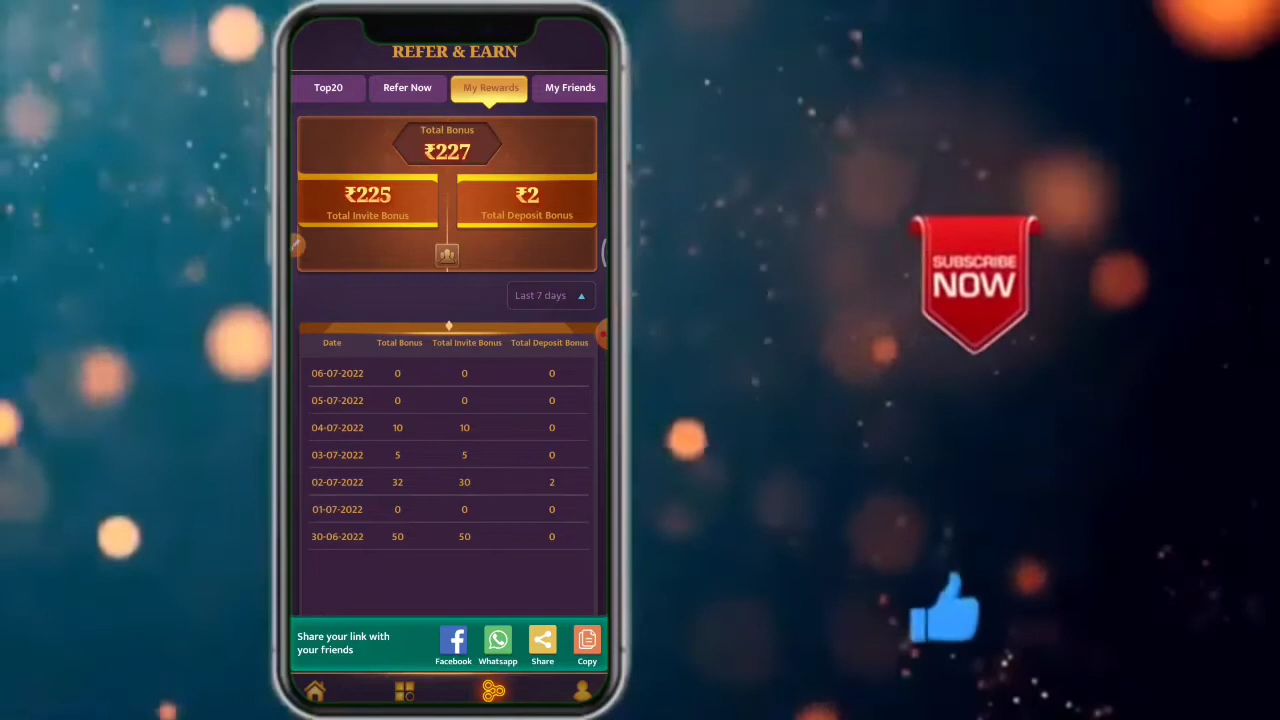 REFER & EARN
Top20 Refer Now My Rewards My Friends
Total Bonus
₹227
₹225 ₹2
Total Invite Bonus Total Deposit Bonus
Last 7 days
Date Total Bonus Total Invite Bonus Total Deposit Bonus
06-07-2022 0 0 0
05-07-2022 0 0 0
04-07-2022 10 10 0
03-07-2022 5 5 0
02-07-2022 32 30 2
01-07-2022 0 0 0
30-06-2022 50 50 0
Share your link with
your friends
Facebook Whatsapp Share Copy
SUBSCRIBE
NOW